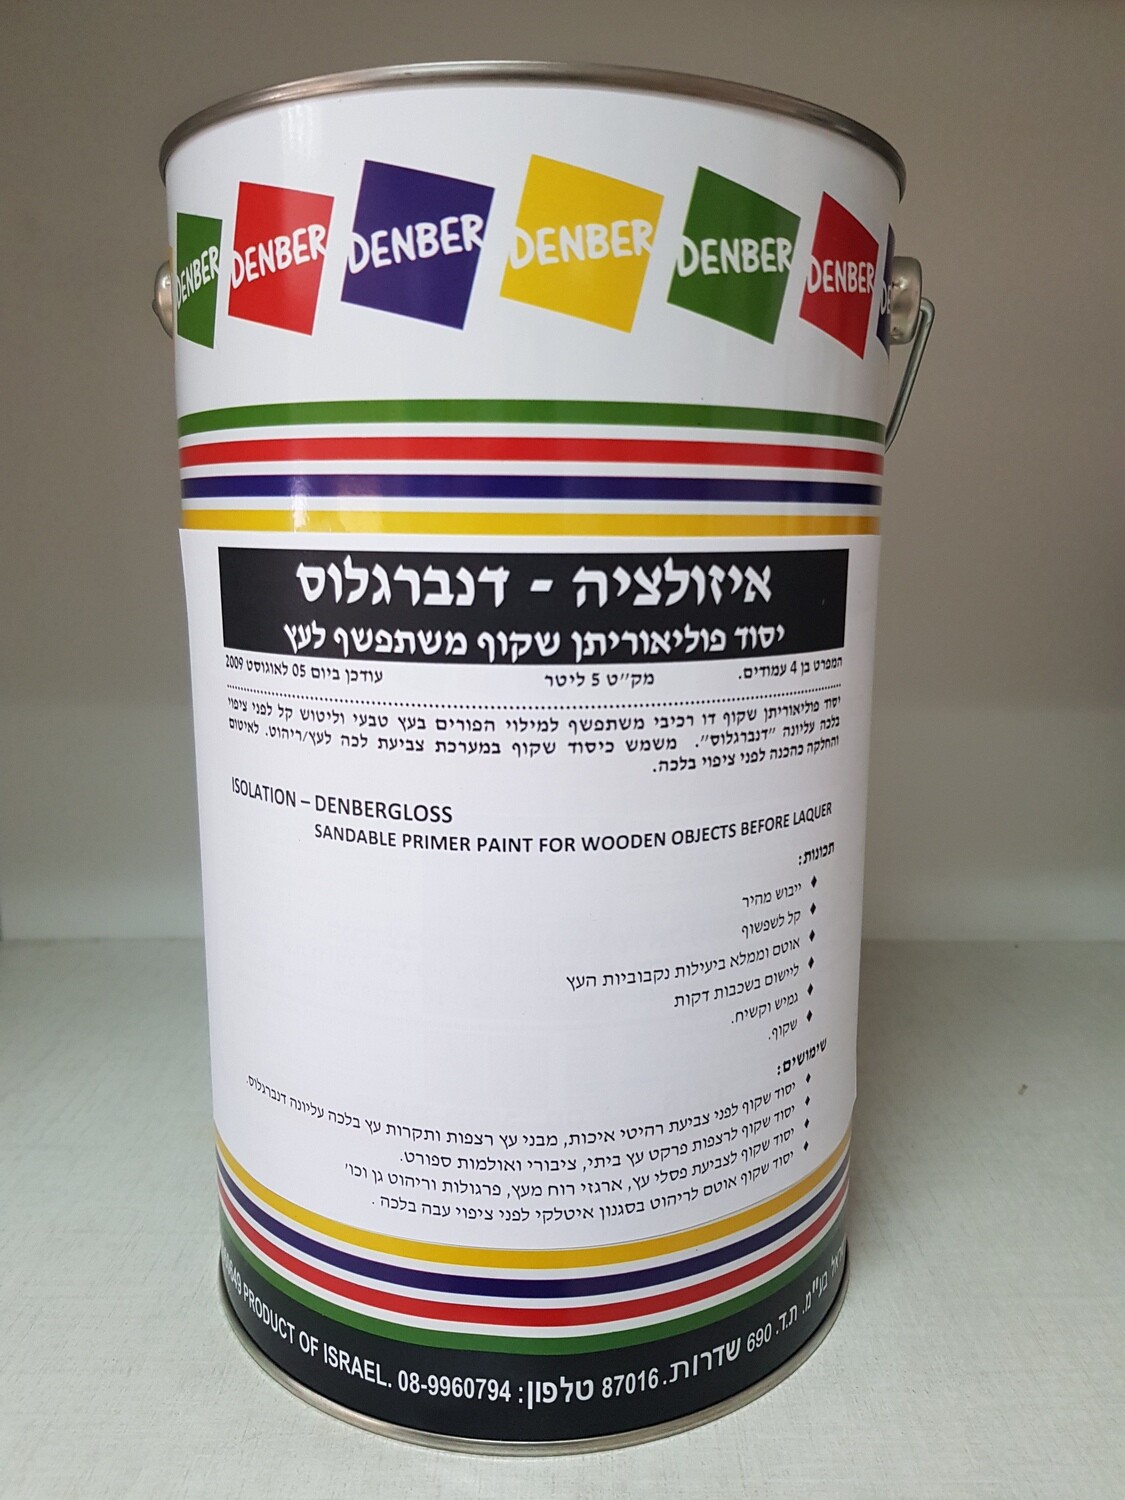 DENBER DENBER DENBER DENBER DENBER DENBER
איזולציה - דנברגלוס
יסוד פוליאוריתן שקוף משתפשף לעץ
המפרט בן 4 עמודים. מק"ט 5 ליטר עודכן ביום 05 לאוגוסט 2009
יסוד פוליאוריתן שקוף דו רכיבי משתפשף למילוי הפורים בעץ טבעי וליטוש קל לפני ציפוי
בלכה עליונה "דנברגלוס". משמש כיסוד שקוף במערכת צביעת לכה לעץ/ריהוט. לאיטום
והחלקה כהכנה לפני ציפוי בלכה.
ISOLATION – DENBERGLOSS
SANDABLE PRIMER PAINT FOR WOODEN OBJECTS BEFORE LAQUER
תכונות:
♦ ייבוש מהיר
♦ קל לשפשוף
♦ אוטם וממלא ביעילות נקבוביות העץ
♦ ליישום בשכבות דקות
♦ גמיש וקשיח.
♦ שקוף.
שימושים:
♦ יסוד שקוף לפני צביעת רהיטי איכות, מבני עץ רצפות ותקרות עץ בלכה עליונה דנברגלוס.
♦ יסוד שקוף לרצפות פרקט עץ ביתי, ציבורי ואולמות ספורט.
♦ יסוד שקוף לצביעת פסלי עץ, ארגזי רוח מעץ, פרגולות וריהוט גן וכו'
♦ יסוד שקוף אוטם לריהוט בסגנון איטלקי לפני ציפוי עבה בלכה .
בע"מ. ת.ד. 690 שדרות. 87016 טלפון: 08-9960794 PRODUCT OF ISRAEL.